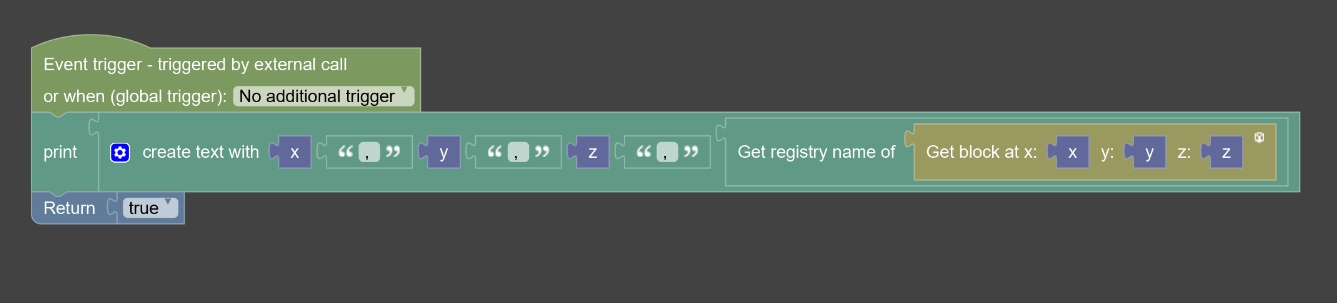 Event trigger - triggered by external call
or when (global trigger): No additional trigger
print create text with x “ , ” y “ , ” z “ , ” Get registry name of Get block at x: x y: y z: z
Return true